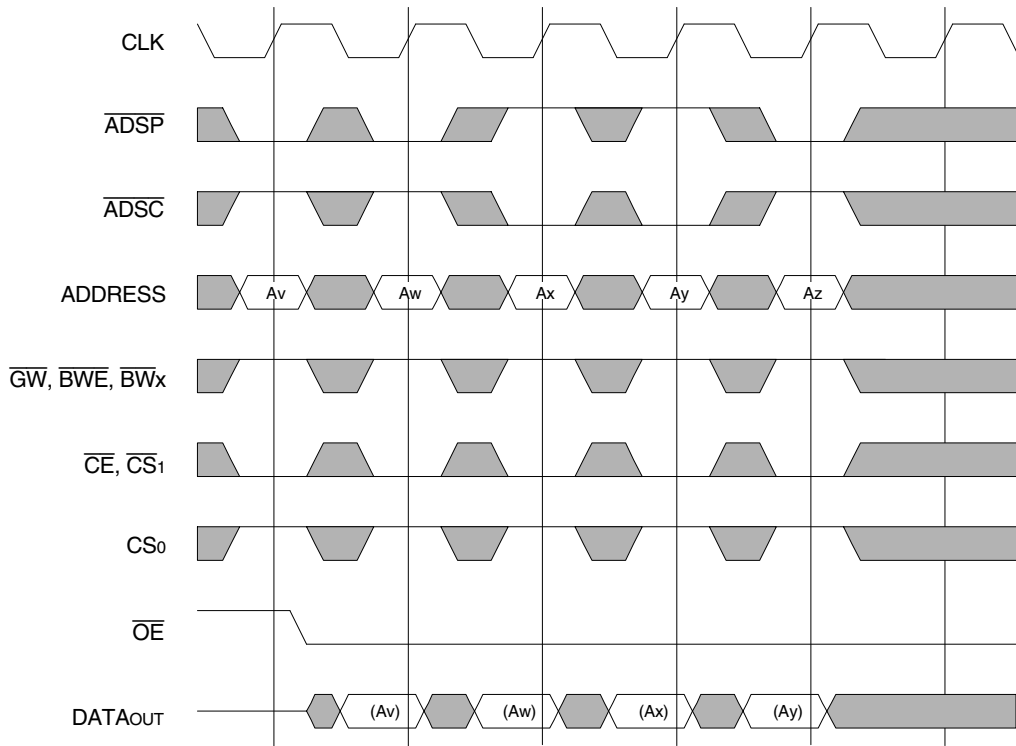 CLK
ADSP
ADSC
ADDRESS Av Aw Ax Ay Az
GW, BWE, BWx
CE, CS1
CS0
OE
DATAOUT (Av) (Aw) (Ax) (Ay)